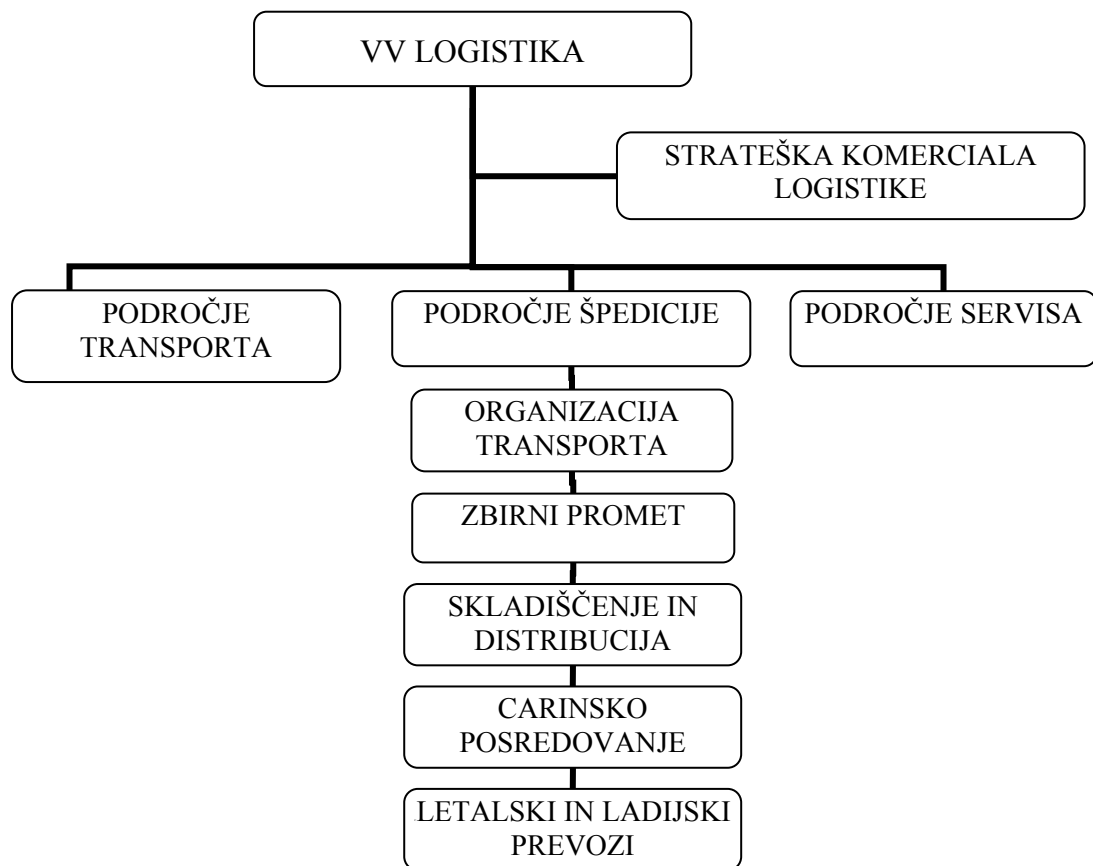 VV LOGISTIKA
STRATEŠKA KOMERCIALA
LOGISTIKE
PODROČJE
TRANSPORTA
PODROČJE ŠPEDICIJE
PODROČJE SERVISA
ORGANIZACIJA
TRANSPORTA
ZBIRNI PROMET
SKLADIŠČENJE IN
DISTRIBUCIJA
CARINSKO
POSREDOVANJE
LETALSKI IN LADIJSKI
PREVOZI